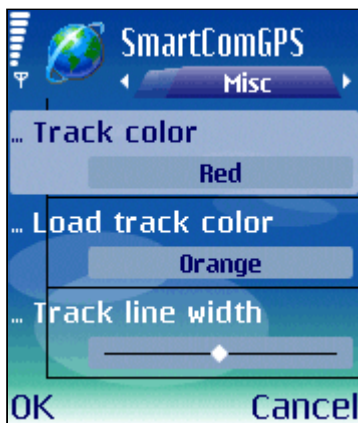 SmartComGPS
Misc
... Track color
Red
... Load track color
Orange
... Track line width
OK Cancel